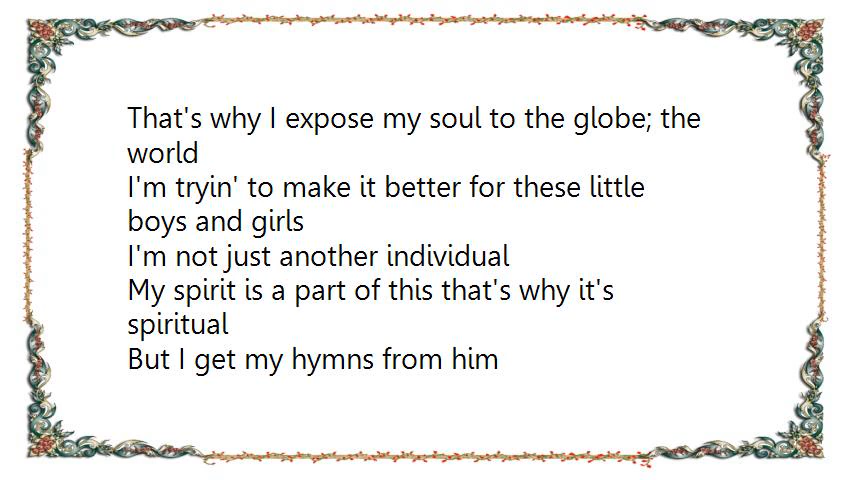 That's why I expose my soul to the globe; the
world
I'm tryin' to make it better for these little
boys and girls
I'm not just another individual
My spirit is a part of this that's why it's
spiritual
But I get my hymns from him